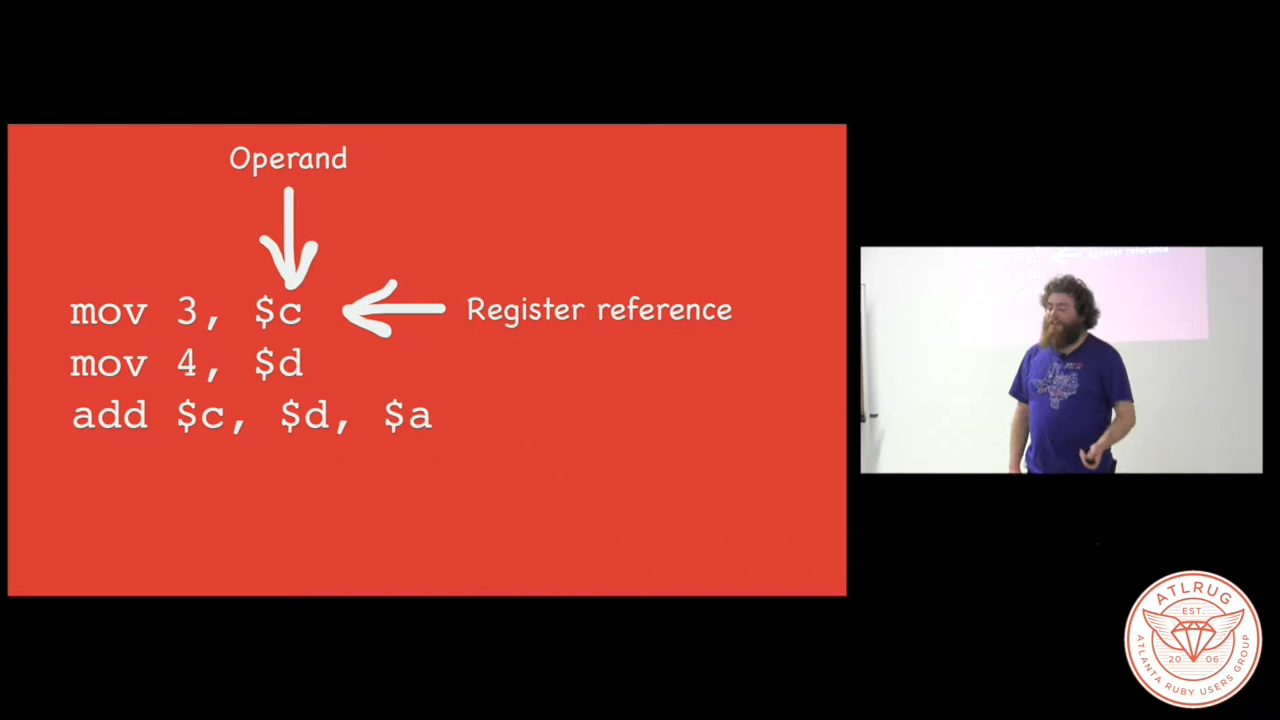 Operand
mov 3, $c
Register reference
mov 4, $d
add $c, $d, $a
ATLRUG
EST.
20 06
ATLANTA RUBY USERS GROUP